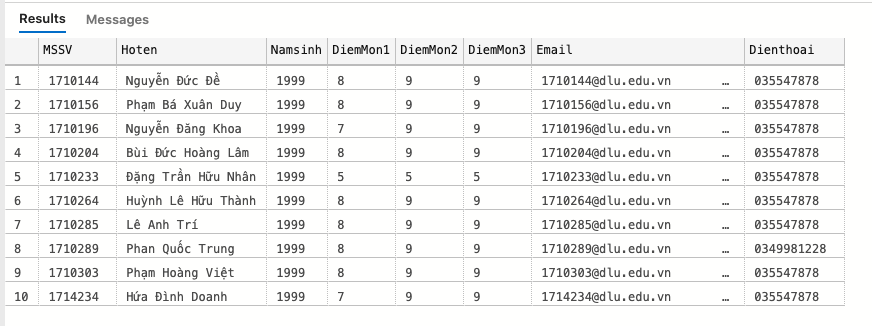 Results Messages
MSSV Hoten Namsinh DiemMon1 DiemMon2 DiemMon3 Email Dienthoai
1 1710144 Nguyễn Đức Đề 1999 8 9 9 1710144@dlu.edu.vn … 035547878
2 1710156 Phạm Bá Xuân Duy 1999 8 9 9 1710156@dlu.edu.vn … 035547878
3 1710196 Nguyễn Đăng Khoa 1999 7 9 9 1710196@dlu.edu.vn … 035547878
4 1710204 Bùi Đức Hoàng Lâm 1999 8 9 9 1710204@dlu.edu.vn … 035547878
5 1710233 Đặng Trần Hữu Nhân 1999 5 5 5 1710233@dlu.edu.vn … 035547878
6 1710264 Huỳnh Lê Hữu Thành 1999 8 9 9 1710264@dlu.edu.vn … 035547878
7 1710285 Lê Anh Trí 1999 8 9 9 1710285@dlu.edu.vn … 035547878
8 1710289 Phan Quốc Trung 1999 8 9 9 1710289@dlu.edu.vn … 0349981228
9 1710303 Phạm Hoàng Việt 1999 8 9 9 1710303@dlu.edu.vn … 035547878
10 1714234 Hứa Đình Doanh 1999 7 9 9 1714234@dlu.edu.vn … 035547878